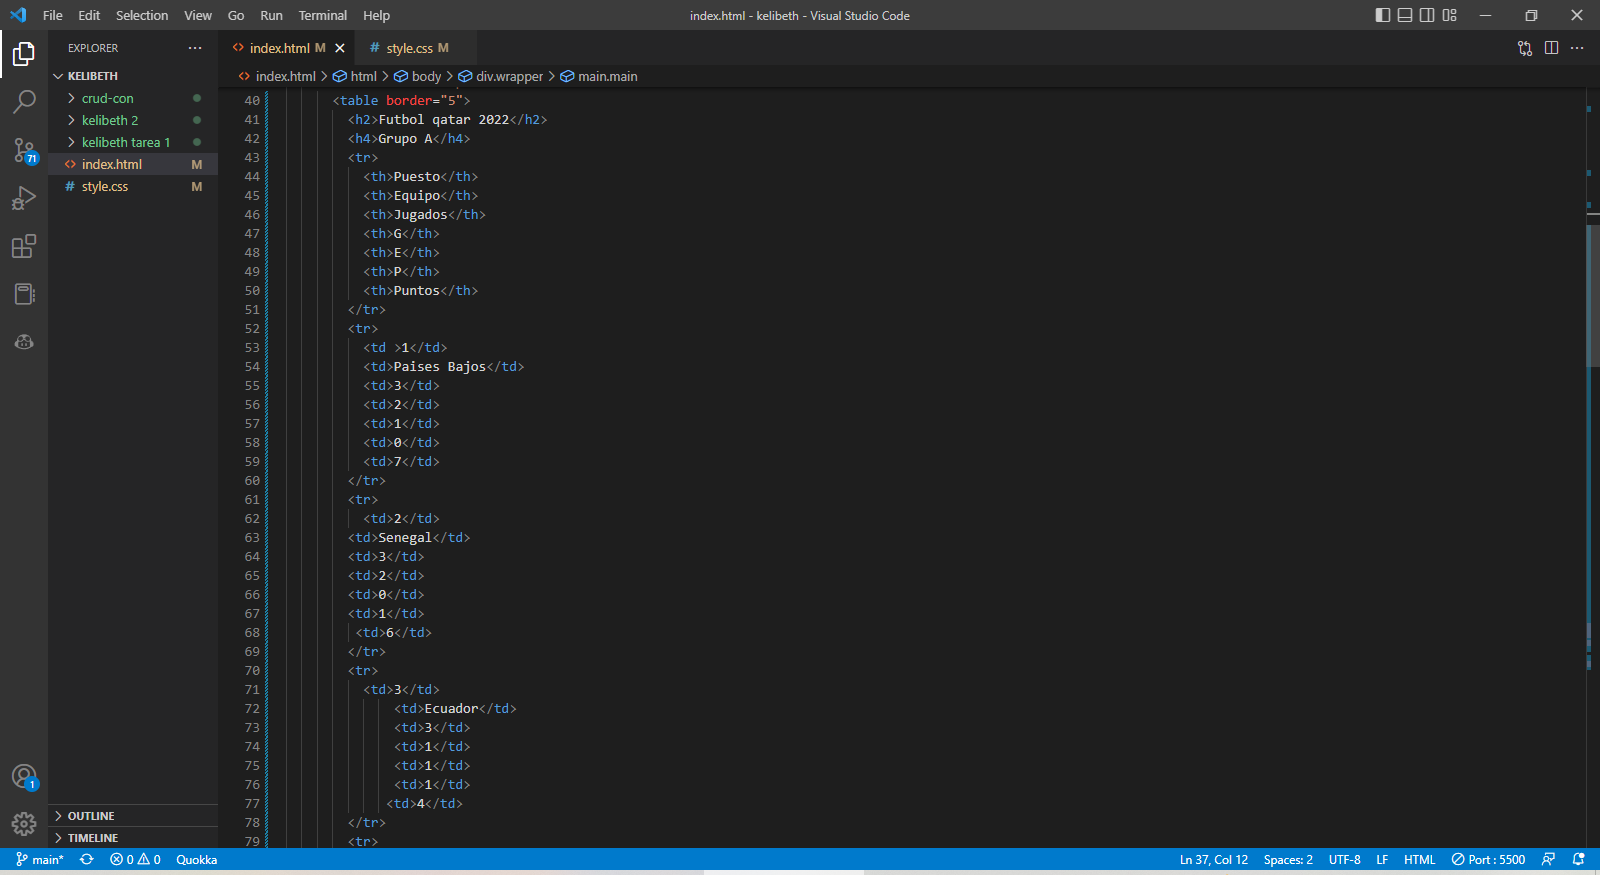 File Edit Selection View Go Run Terminal Help index.html - kelibeth - Visual Studio Code
EXPLORER ··· <> index.html M × # style.css M ···
KELIBETH
<> index.html > html > body > div.wrapper > main.main
crud-con
kelibeth 2
kelibeth tarea 1
<> index.html M
# style.css M
71
40 <table border="5">
41 <h2>Futbol qatar 2022</h2>
42 <h4>Grupo A</h4>
43 <tr>
44 <th>Puesto</th>
45 <th>Equipo</th>
46 <th>Jugados</th>
47 <th>G</th>
48 <th>E</th>
49 <th>P</th>
50 <th>Puntos</th>
51 </tr>
52 <tr>
53 <td >1</td>
54 <td>Paises Bajos</td>
55 <td>3</td>
56 <td>2</td>
57 <td>1</td>
58 <td>0</td>
59 <td>7</td>
60 </tr>
61 <tr>
62 <td>2</td>
63 <td>Senegal</td>
64 <td>3</td>
65 <td>2</td>
66 <td>0</td>
67 <td>1</td>
68 <td>6</td>
69 </tr>
70 <tr>
71 <td>3</td>
72 <td>Ecuador</td>
73 <td>3</td>
74 <td>1</td>
75 <td>1</td>
76 <td>1</td>
77 <td>4</td>
78 </tr>
79 <tr>
1
OUTLINE
TIMELINE
main* 0 0 Quokka Ln 37, Col 12 Spaces: 2 UTF-8 LF HTML Port : 5500